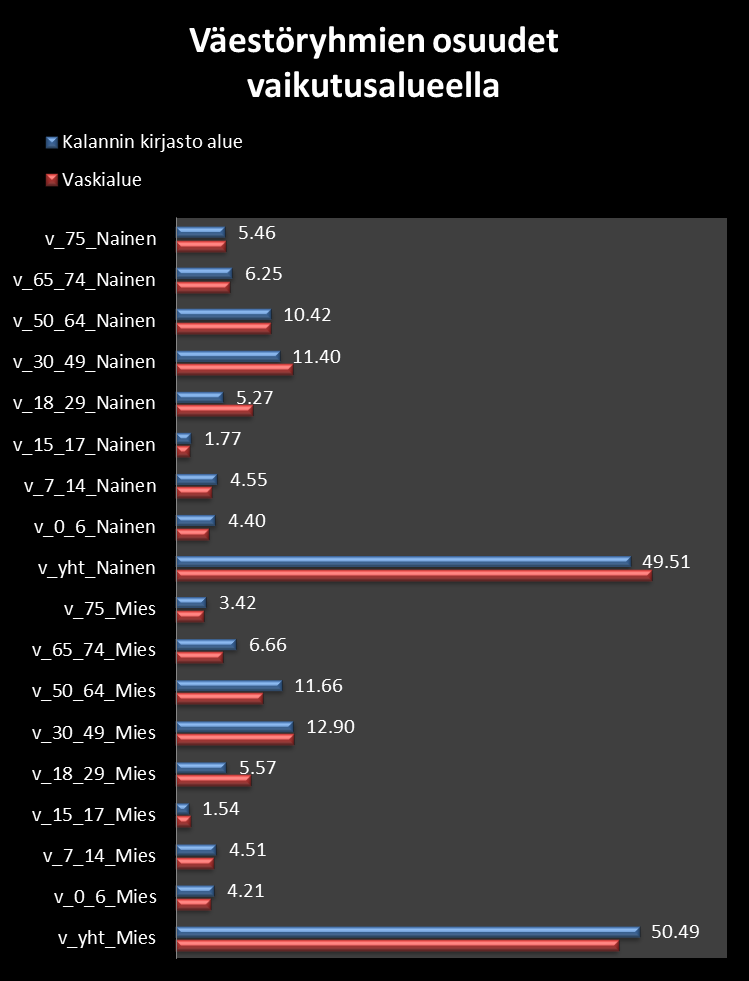 Väestöryhmien osuudet
vaikutusalueella
Kalannin kirjasto alue
Vaskialue
v_75_Nainen 5.46
v_65_74_Nainen 6.25
v_50_64_Nainen 10.42
v_30_49_Nainen 11.40
v_18_29_Nainen 5.27
v_15_17_Nainen 1.77
v_7_14_Nainen 4.55
v_0_6_Nainen 4.40
v_yht_Nainen 49.51
v_75_Mies 3.42
v_65_74_Mies 6.66
v_50_64_Mies 11.66
v_30_49_Mies 12.90
v_18_29_Mies 5.57
v_15_17_Mies 1.54
v_7_14_Mies 4.51
v_0_6_Mies 4.21
v_yht_Mies 50.49